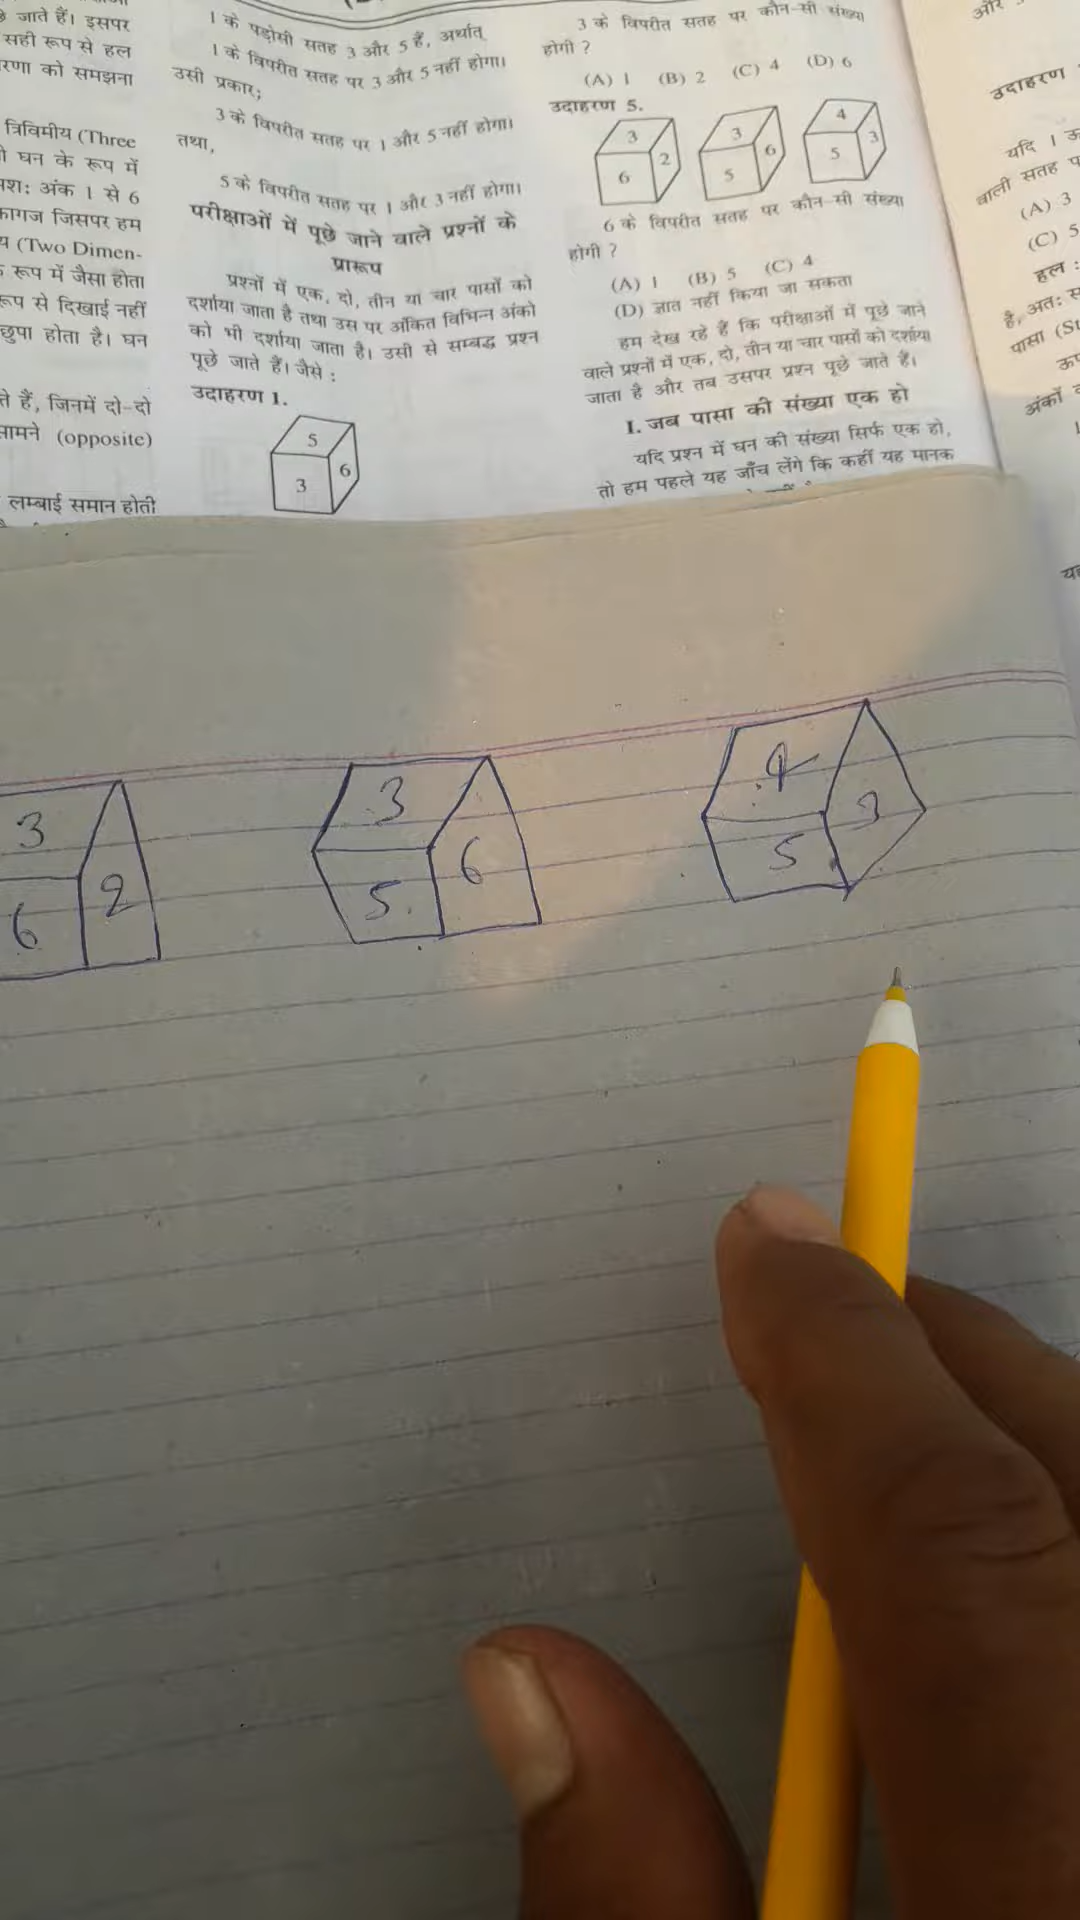 जाते हैं। इसपर
सही रूप से हल
रणा को समझना
त्रिविमीय (Three
घन के रूप में
अंक 1 से 6
कागज जिसपर हम
(Two Dimen-
रूप में जैसा होता
रूप से दिखाई नहीं
छुपा होता है। घन
ते हैं, जिनमें दो-दो
सामने (opposite)
लम्बाई समान होती
1 के पड़ोसी सतह 3 और 5 हैं, अर्थात्
1 के विपरीत सतह पर 3 और 5 नहीं होगा।
उसी प्रकार;
3 के विपरीत सतह पर 1 और 5 नहीं होगा।
तथा,
5 के विपरीत सतह पर 1 और 3 नहीं होगा।
परीक्षाओं में पूछे जाने वाले प्रश्नों के
प्रारूप
प्रश्नों में एक, दो, तीन या चार पासों को
दर्शाया जाता है तथा उस पर अंकित विभिन्न अंकों
को भी दर्शाया जाता है। उसी से सम्बद्ध प्रश्न
पूछे जाते हैं। जैसे :
उदाहरण 1.
5
3 6
3 के विपरीत सतह पर कौन-सी संख्या
होगी ?
(A) 1 (B) 2 (C) 4 (D) 6
उदाहरण 5.
3 3 4
6 2 5 6 5 3
6 के विपरीत सतह पर कौन-सी संख्या
होगी ?
(A) 1 (B) 5 (C) 4
(D) ज्ञात नहीं किया जा सकता
हम देख रहे हैं कि परीक्षाओं में पूछे जाने
वाले प्रश्नों में एक, दो, तीन या चार पासों को दर्शाया
जाता है और तब उसपर प्रश्न पूछे जाते हैं।
I. जब पासा की संख्या एक हो
यदि प्रश्न में घन की संख्या सिर्फ एक हो,
तो हम पहले यह जाँच लेंगे कि कहीं यह मानक
और
उदाहरण
यदि 1
वाली सतह
(A) 3
(C) 5
हल :
है, अतः
पासा
अंकों
3 3 4
6 2 5 6 5 3